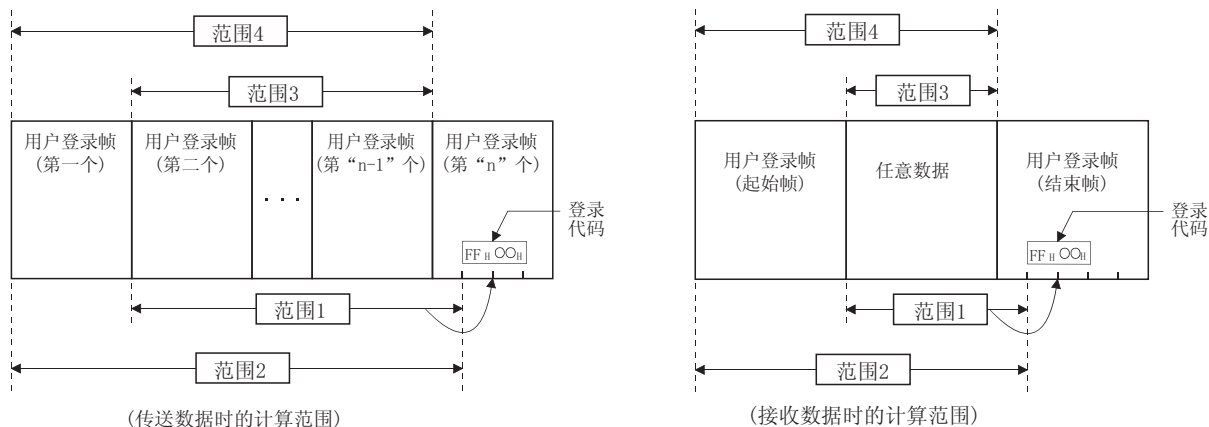 范围4
范围3
用户登录帧
(第一个)
用户登录帧
(第二个)
···
用户登录帧
(第“n-1”个)
用户登录帧
(第“n”个)
登录
代码
FF H ○○H
范围1
范围2
(传送数据时的计算范围)
范围4
范围3
用户登录帧
(起始帧)
任意数据
用户登录帧
(结束帧)
登录
代码
FF H ○○H
范围1
范围2
(接收数据时的计算范围)